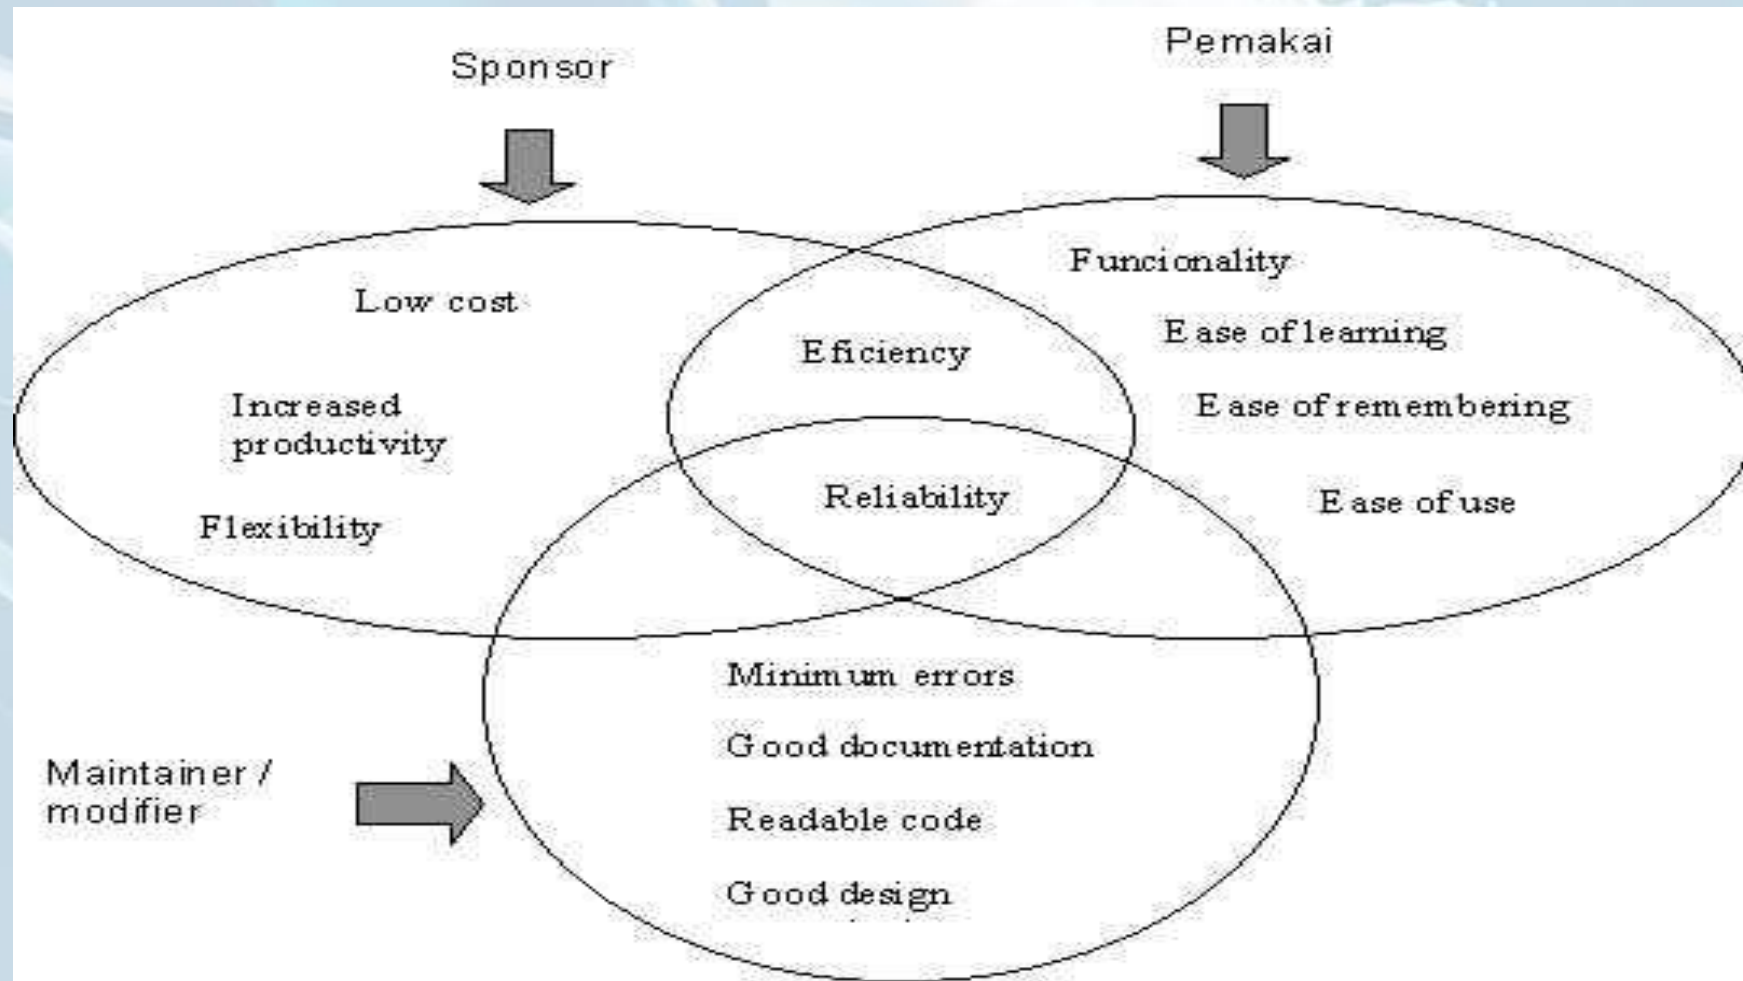 Sponsor
Pemakai
Low cost
Increased
productivity
Flexibility
Eficiency
Reliability
Funcionality
Ease of learning
Ease of remembering
Ease of use
Maintainer /
modifier
Minimum errors
Good documentation
Readable code
Good design